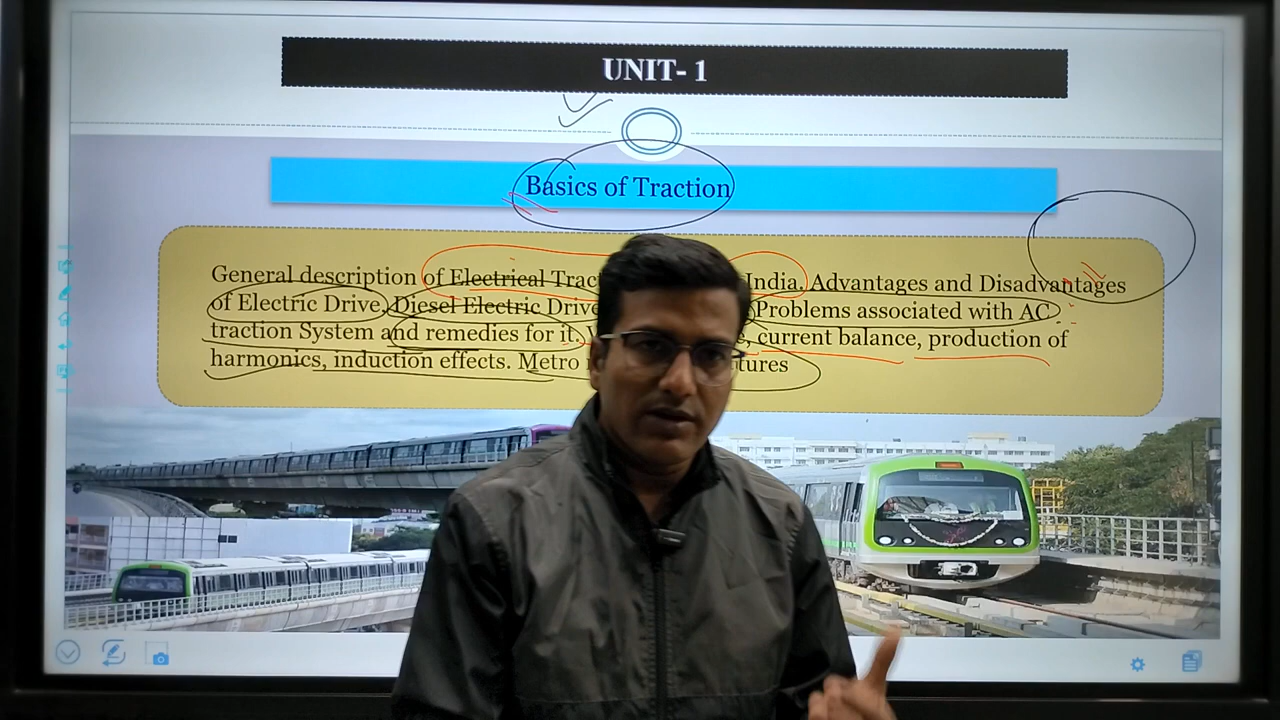 UNIT- 1
Basics of Traction
General description of Electrical Trac India. Advantages and Disadvantages
of Electric Drive, Diesel Electric Drive Problems associated with AC
traction System and remedies for it. , current balance, production of
harmonics, induction effects. Metro tures